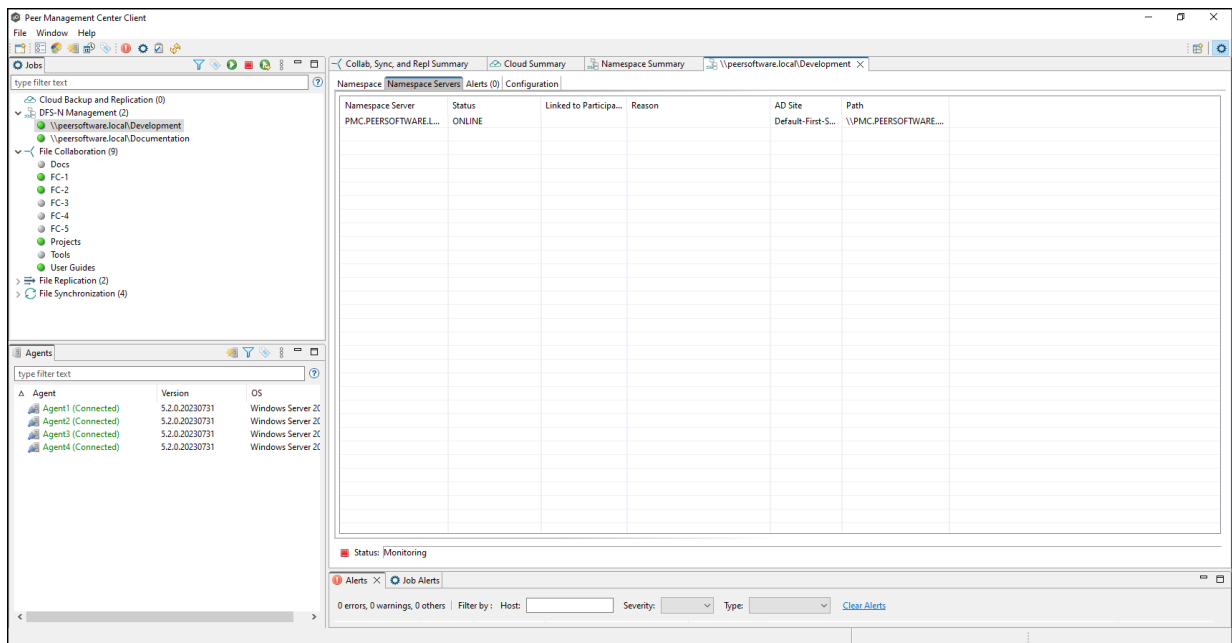 Peer Management Center Client
File Window Help
Jobs
type filter text
Cloud Backup and Replication (0)
DFS-N Management (2)
\\peersoftware.local\Development
\\peersoftware.local\Documentation
File Collaboration (9)
Docs
FC-1
FC-2
FC-3
FC-4
FC-5
Projects
Tools
User Guides
File Replication (2)
File Synchronization (4)
Agents
type filter text
Agent Version OS
Agent1 (Connected) 5.2.0.20230731 Windows Server 20
Agent2 (Connected) 5.2.0.20230731 Windows Server 20
Agent3 (Connected) 5.2.0.20230731 Windows Server 20
Agent4 (Connected) 5.2.0.20230731 Windows Server 20
Collab, Sync, and Repl Summary Cloud Summary Namespace Summary \\peersoftware.local\Development
Namespace Namespace Servers Alerts (0) Configuration
Namespace Server Status Linked to Participa... Reason AD Site Path
PMC.PEERSOFTWARE.L... ONLINE Default-First-S... \\PMC.PEERSOFTWARE....
Status: Monitoring
Alerts Job Alerts
0 errors, 0 warnings, 0 others Filter by : Host: Severity: Type: Clear Alerts